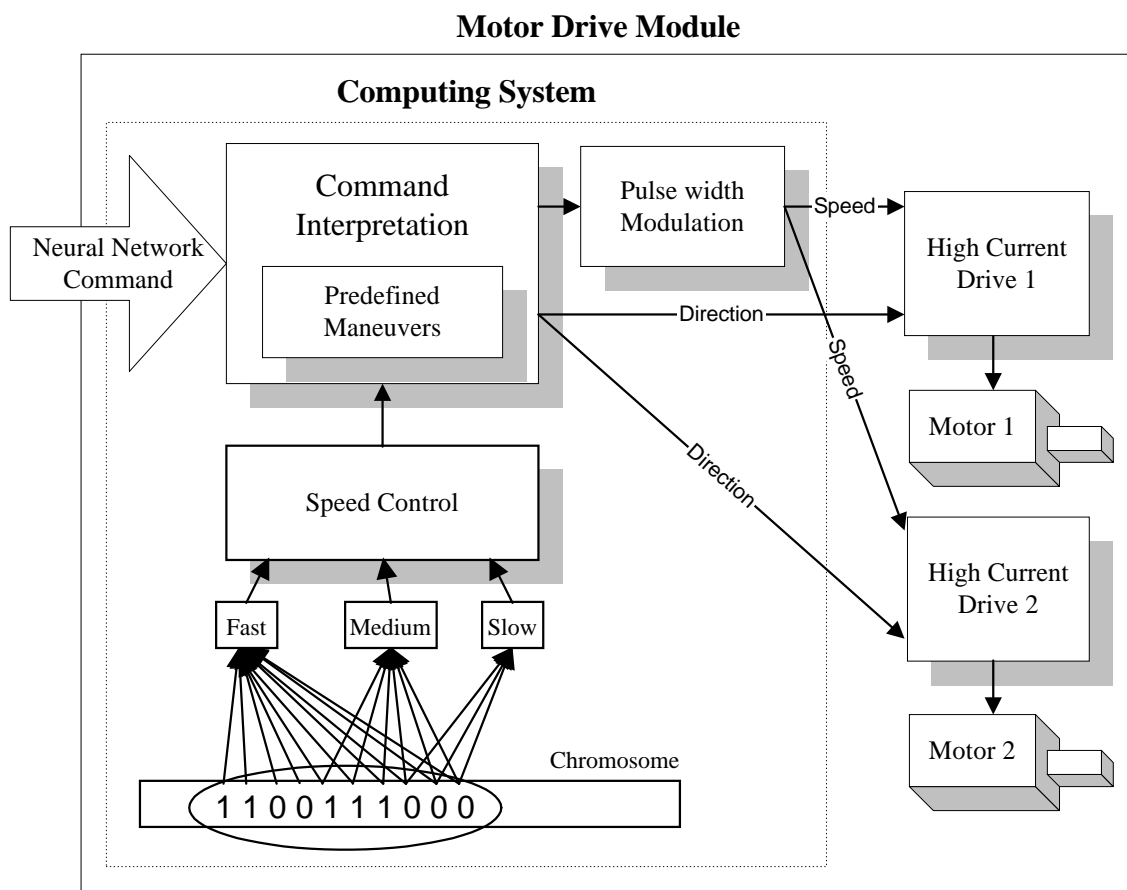 Motor Drive Module
Computing System
Neural Network
Command
Command
Interpretation
Predefined
Maneuvers
Pulse width
Modulation
Speed
Direction
Speed
Direction
High Current
Drive 1
Motor 1
Speed Control
High Current
Drive 2
Fast
Medium
Slow
Motor 2
Chromosome
1 1 0 0 1 1 1 0 0 0